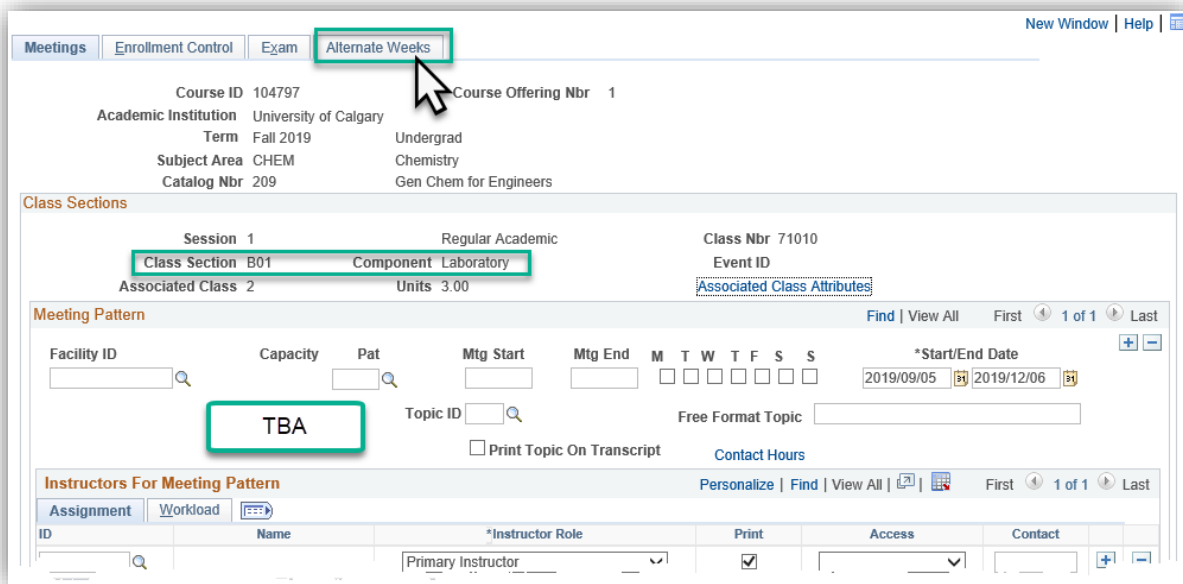 New Window | Help |
Meetings Enrollment Control Exam Alternate Weeks
Course ID 104797 Course Offering Nbr 1
Academic Institution University of Calgary
Term Fall 2019 Undergrad
Subject Area CHEM Chemistry
Catalog Nbr 209 Gen Chem for Engineers
Class Sections
Session 1 Regular Academic Class Nbr 71010
Class Section B01 Component Laboratory Event ID
Associated Class 2 Units 3.00 Associated Class Attributes
Meeting Pattern Find | View All First 1 of 1 Last
Facility ID Capacity Pat Mtg Start Mtg End M T W T F S S *Start/End Date
2019/09/05 31 2019/12/06 31
TBA Topic ID Free Format Topic
Print Topic On Transcript Contact Hours
Instructors For Meeting Pattern Personalize | Find | View All | | First 1 of 1 Last
Assignment Workload
ID Name *Instructor Role Print Access Contact
Primary Instructor